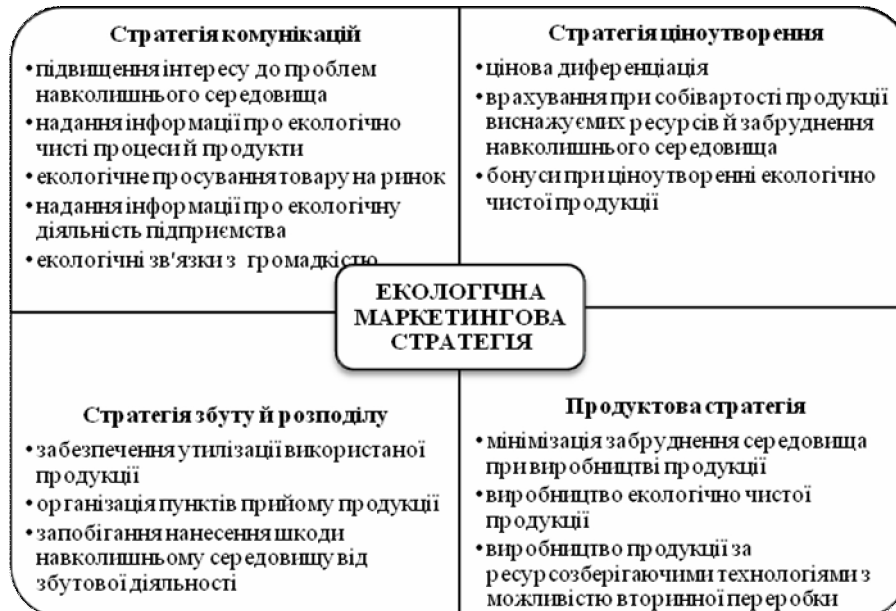 Стратегія комунікацій
•підвищення інтересу до проблем
навколишнього середовища
•надання інформації про екологічно
чисті процеси й продукти
•екологічне просування товару на ринок
•надання інформації про екологічну
діяльність підприємства
•екологічні зв'язки з громадкістю
Стратегія ціноутворення
•цінова диференціація
•врахування при собівартості продукції
виснажуємих ресурсів й забруднення
навколишнього середовища
•бонуси при ціноутворенні екологічно
чистої продукції
ЕКОЛОГІЧНА
МАРКЕТИНГОВА
СТРАТЕГІЯ
Стратегія збуту й розподілу
•забезпечення утилізації використаної
продукції
•організація пунктів прийому продукції
•запобігання нанесення шкоди
навколишньому середовищу від
збутової діяльності
Продуктова стратегія
•мінімізація забруднення середовища
при виробництві продукції
•виробництво екологічно чистої
продукції
•виробництво продукції за
ресурсозберігаючими технологіями з
можливістю вторинної переробки